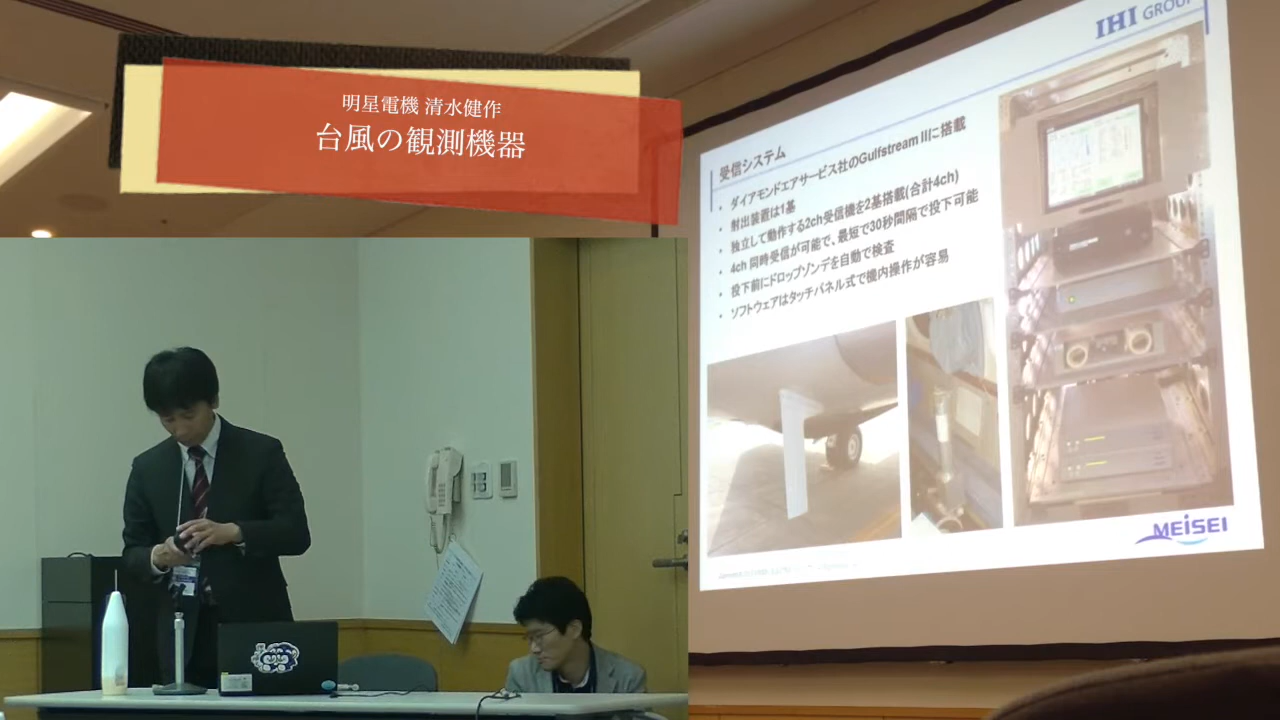 明星電機 清水健作
台風の観測機器
IHI GROUP
受信システム
・ ダイアモンドエアサービス社のGulfstream IIに搭載
・ 射出装置は1基
・ 独立して動作する2ch受信機を2基搭載(合計4ch)
・ 4ch 同時受信が可能で、最短で30秒間隔で投下可能
・ 投下前にドロップゾンデを自動で検査
・ ソフトウェアはタッチパネル式で機内操作が容易
MEISEI